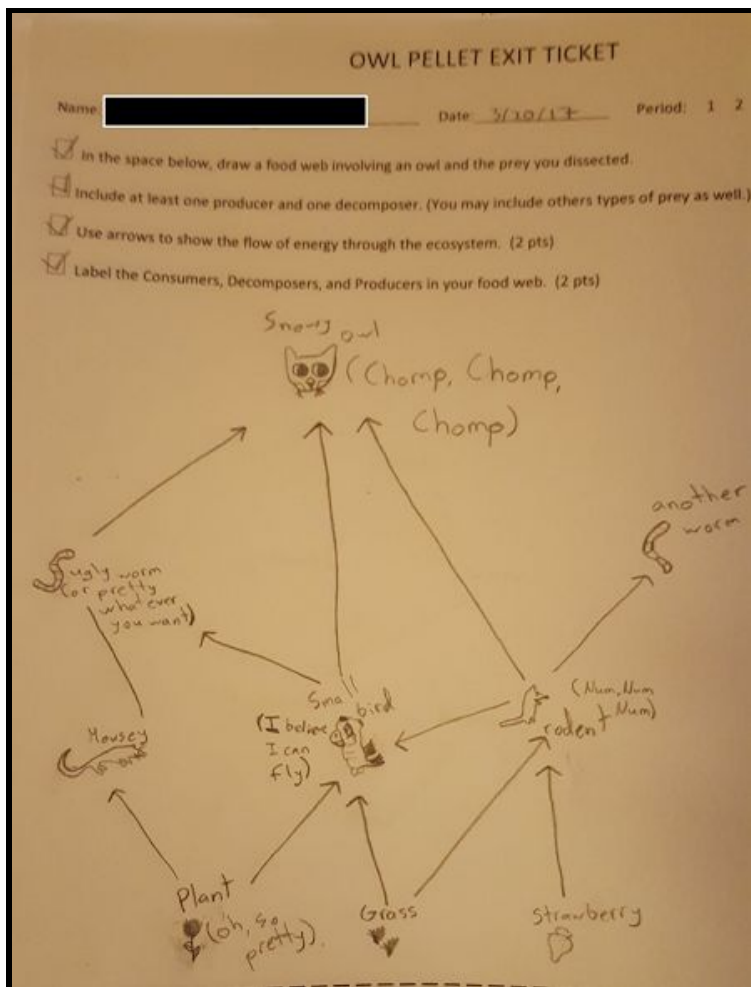 OWL PELLET EXIT TICKET
Name: Date 3/20/17 Period: 1 2
In the space below, draw a food web involving an owl and the prey you dissected.
Include at least one producer and one decomposer. (You may include others types of prey as well.)
Use arrows to show the flow of energy through the ecosystem. (2 pts)
Label the Consumers, Decomposers, and Producers in your food web. (2 pts)
Snowy owl
(Chomp, Chomp,
Chomp)
another
worm
ugly worm
(or pretty
whatever
you want)
Small
bird
(I believe
I can
fly)
(Num, Num
Num)
rodent
Mousey
Plant
(oh, so
pretty).
Grass
Strawberry